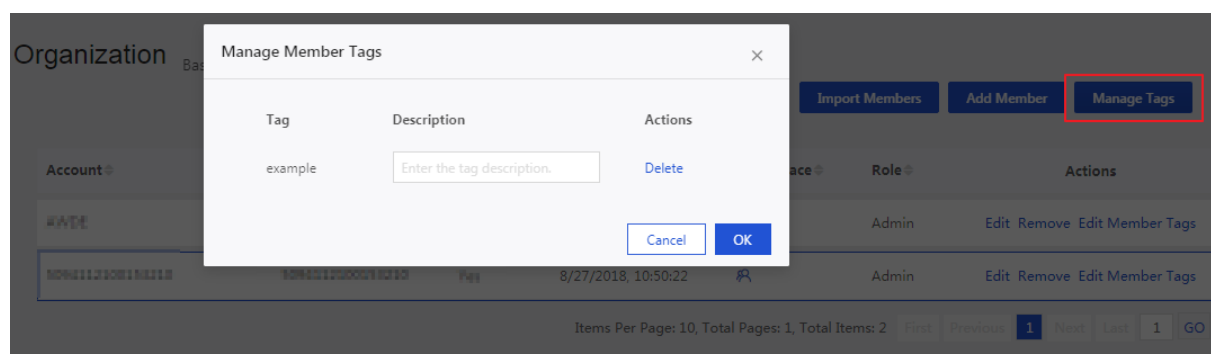 Organization
Manage Member Tags
Import Members Add Member Manage Tags
Tag Description Actions
Account Role Actions
example Enter the tag description. Delete
Admin Edit Remove Edit Member Tags
Cancel OK
8/27/2018, 10:50:22 Admin Edit Remove Edit Member Tags
Items Per Page: 10, Total Pages: 1, Total Items: 2 First Previous 1 Next Last 1 GO